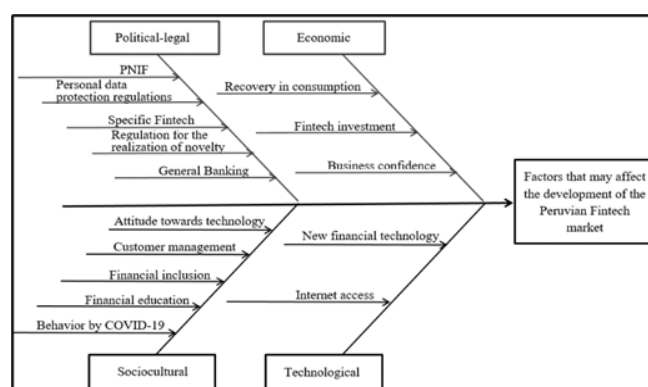 Political-legal
Economic
PNIF
Personal data
protection regulations
Specific Fintech
Regulation for the
realization of novelty
General Banking
Recovery in consumption
Fintech investment
Business confidence
Factors that may affect
the development of the
Peruvian Fintech
market
Attitude towards technology
Customer management
Financial inclusion
Financial education
Behavior by COVID-19
New financial technology
Internet access
Sociocultural
Technological